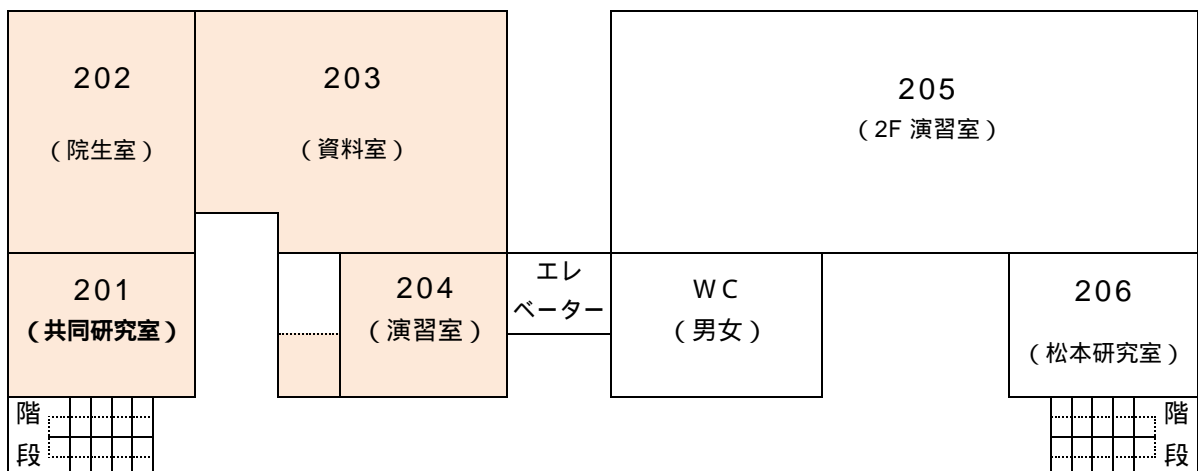 202
（院生室）
203
（資料室）
205
（2F 演習室）
201
（共同研究室）
204
（演習室）
エレ
ベーター
WC
（男女）
206
（松本研究室）
階
段
階
段